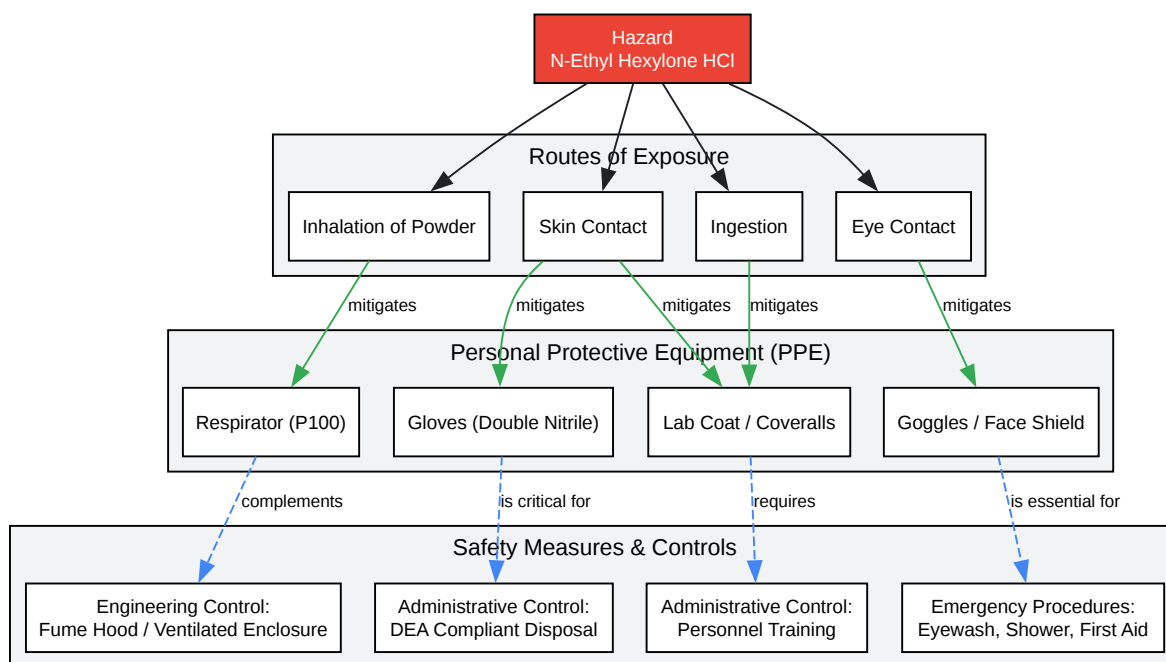 Hazard
N-Ethyl Hexylone HCl
Routes of Exposure
Inhalation of Powder
Skin Contact
Ingestion
Eye Contact
mitigates
mitigates
mitigates
mitigates
mitigates
Personal Protective Equipment (PPE)
Respirator (P100)
Gloves (Double Nitrile)
Lab Coat / Coveralls
Goggles / Face Shield
complements
is critical for
requires
is essential for
Safety Measures & Controls
Engineering Control:
Fume Hood / Ventilated Enclosure
Administrative Control:
DEA Compliant Disposal
Administrative Control:
Personnel Training
Emergency Procedures:
Eyewash, Shower, First Aid